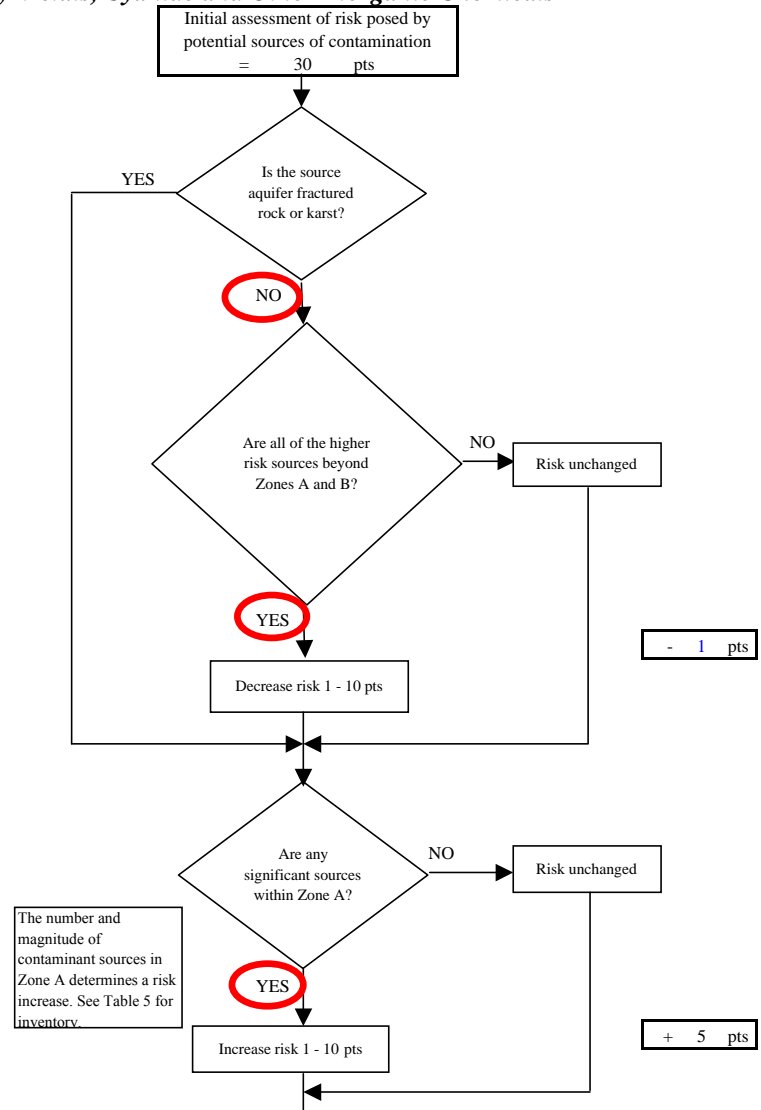 Initial assessment of risk posed by
potential sources of contamination
= 30 pts
Is the source
aquifer fractured
rock or karst?
YES
NO
Are all of the higher
risk sources beyond
Zones A and B?
NO
Risk unchanged
YES
- 1 pts
Decrease risk 1 - 10 pts
Are any
significant sources
within Zone A?
NO
Risk unchanged
The number and
magnitude of
contaminant sources in
Zone A determines a risk
increase. See Table 5 for
inventory.
YES
Increase risk 1 - 10 pts
+ 5 pts